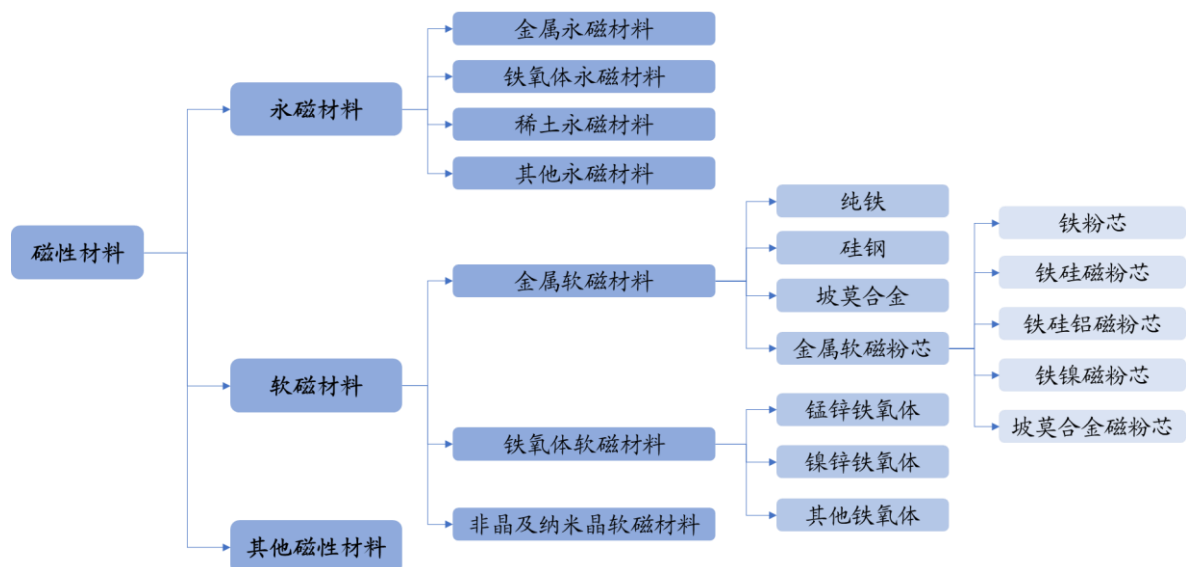 磁性材料
永磁材料
金属永磁材料
铁氧体永磁材料
稀土永磁材料
其他永磁材料
软磁材料
金属软磁材料
纯铁
硅钢
坡莫合金
金属软磁粉芯
铁粉芯
铁硅磁粉芯
铁硅铝磁粉芯
铁镍磁粉芯
坡莫合金磁粉芯
铁氧体软磁材料
锰锌铁氧体
镍锌铁氧体
其他铁氧体
非晶及纳米晶软磁材料
其他磁性材料